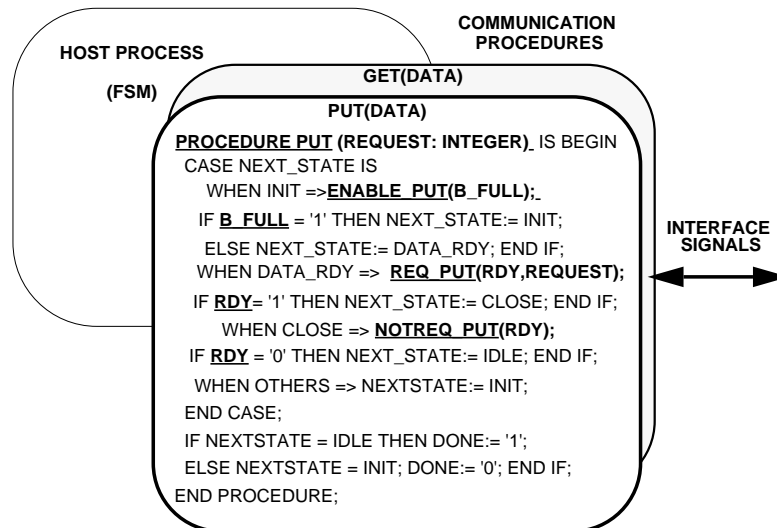 COMMUNICATION
PROCEDURES
HOST PROCESS
(FSM)
GET(DATA)
PUT(DATA)
PROCEDURE PUT (REQUEST: INTEGER) IS BEGIN
CASE NEXT_STATE IS
WHEN INIT =>ENABLE_PUT(B_FULL);
IF B_FULL = '1' THEN NEXT_STATE:= INIT;
ELSE NEXT_STATE:= DATA_RDY; END IF;
WHEN DATA_RDY => REQ_PUT(RDY,REQUEST);
IF RDY= '1' THEN NEXT_STATE:= CLOSE; END IF;
WHEN CLOSE => NOTREQ_PUT(RDY);
IF RDY = '0' THEN NEXT_STATE:= IDLE; END IF;
WHEN OTHERS => NEXTSTATE:= INIT;
END CASE;
IF NEXTSTATE = IDLE THEN DONE:= '1';
ELSE NEXTSTATE = INIT; DONE:= '0'; END IF;
END PROCEDURE;
INTERFACE
SIGNALS